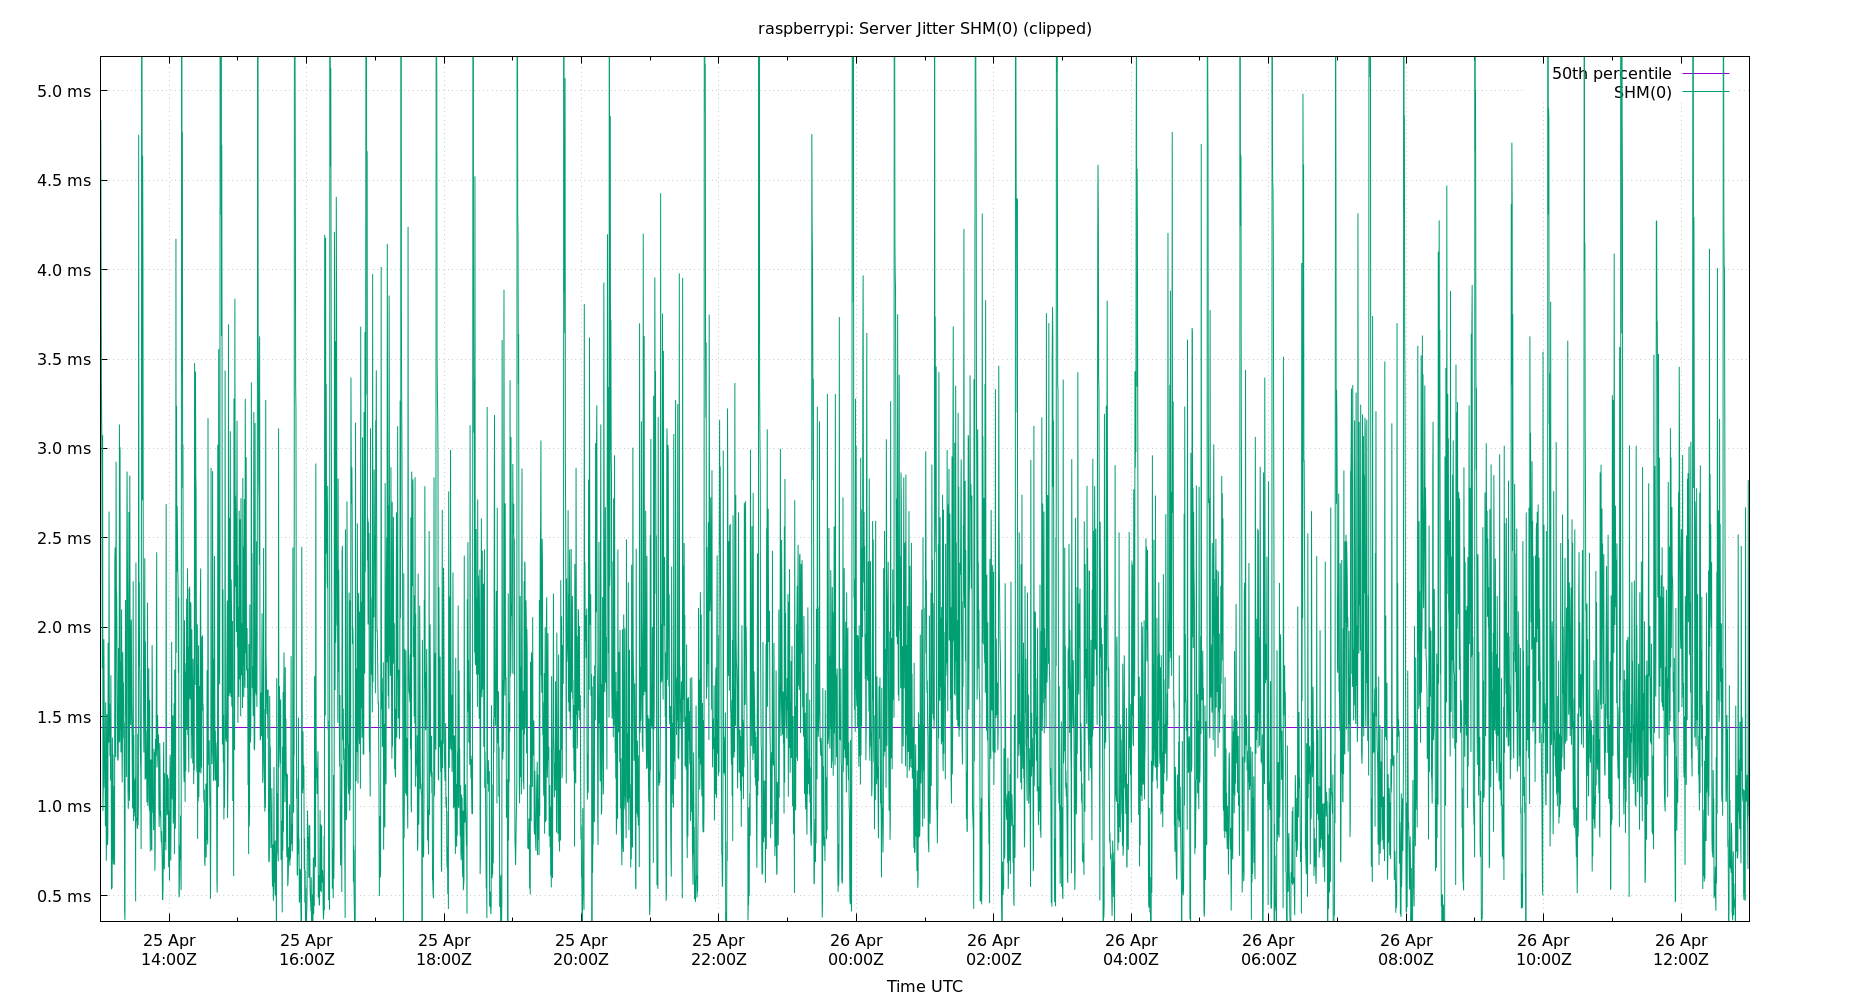 raspberrypi: Server Jitter SHM(0) (clipped)
50th percentile
SHM(0)
5.0 ms
4.5 ms
4.0 ms
3.5 ms
3.0 ms
2.5 ms
2.0 ms
1.5 ms
1.0 ms
0.5 ms
25 Apr 25 Apr 25 Apr 25 Apr 25 Apr 26 Apr 26 Apr 26 Apr 26 Apr 26 Apr 26 Apr 26 Apr
14:00Z 16:00Z 18:00Z 20:00Z 22:00Z 00:00Z 02:00Z 04:00Z 06:00Z 08:00Z 10:00Z 12:00Z
Time UTC